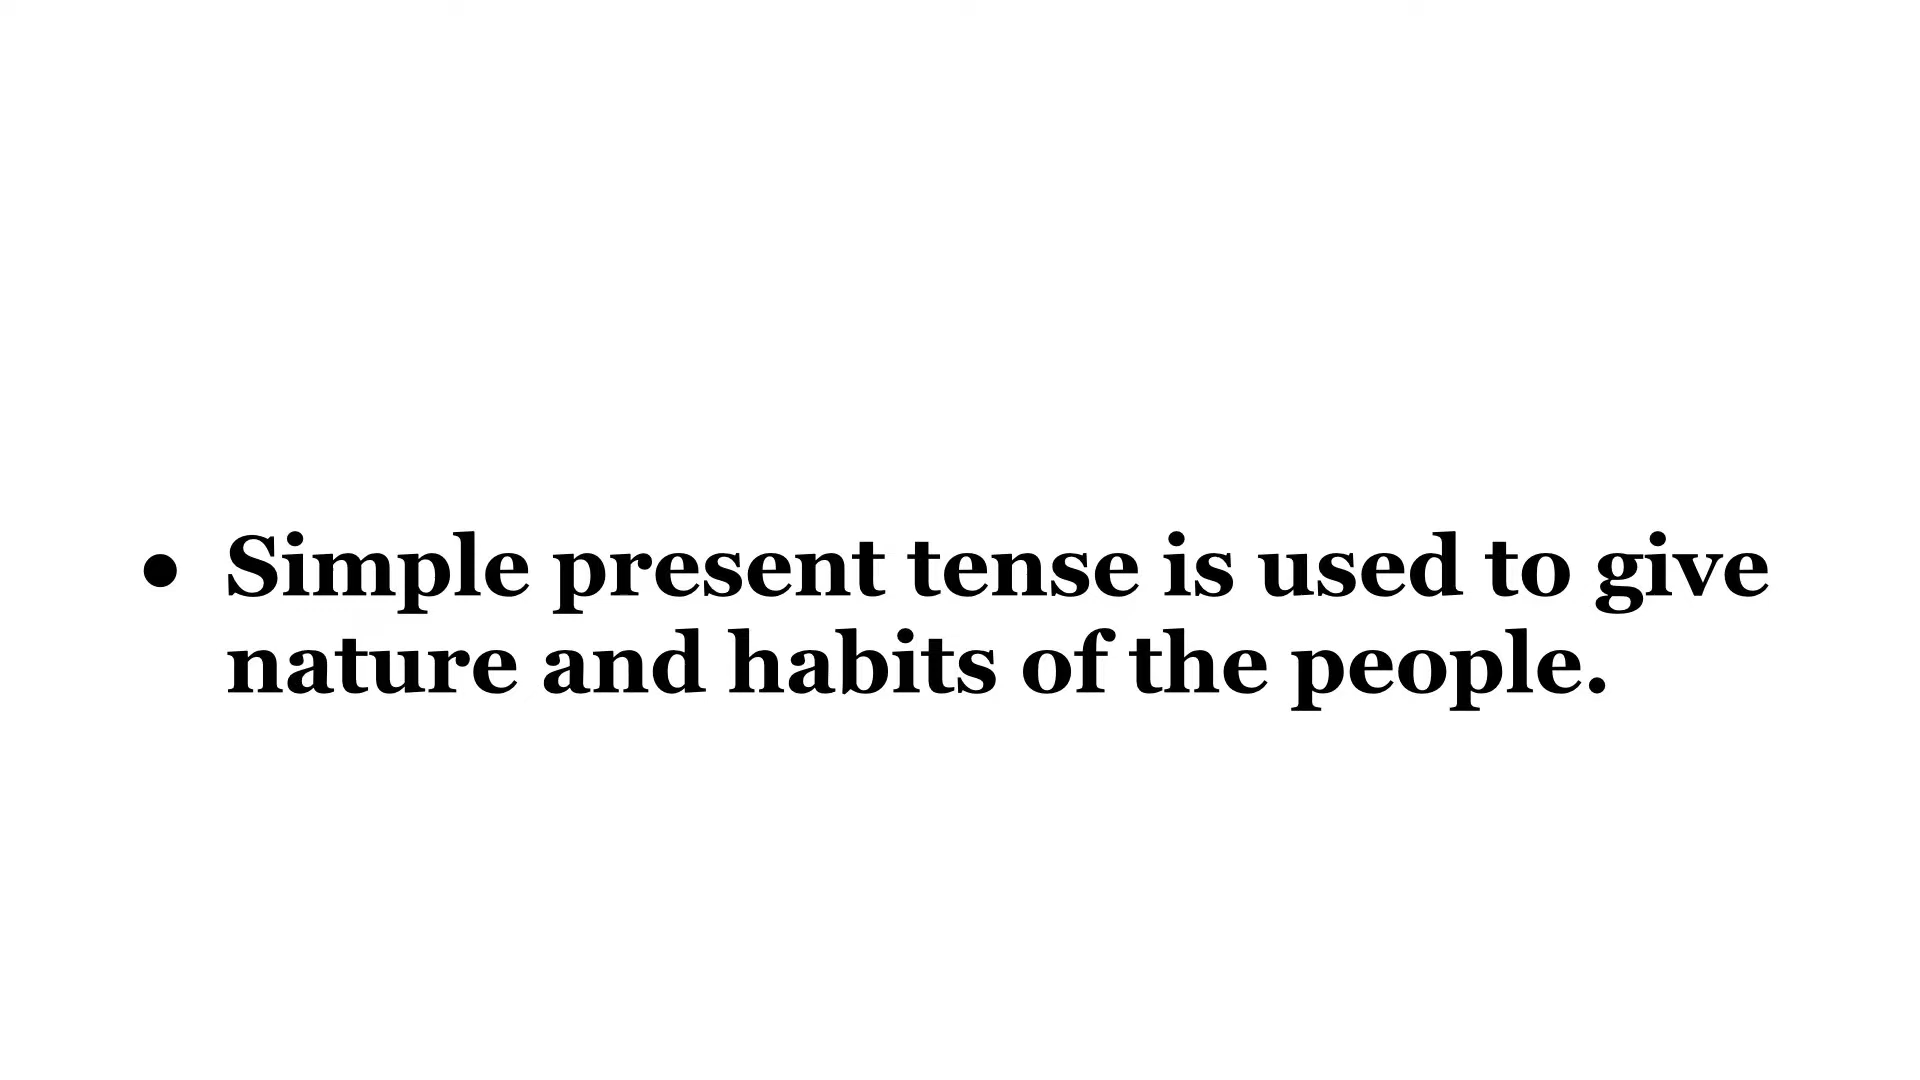 ● Simple present tense is used to give
nature and habits of the people.